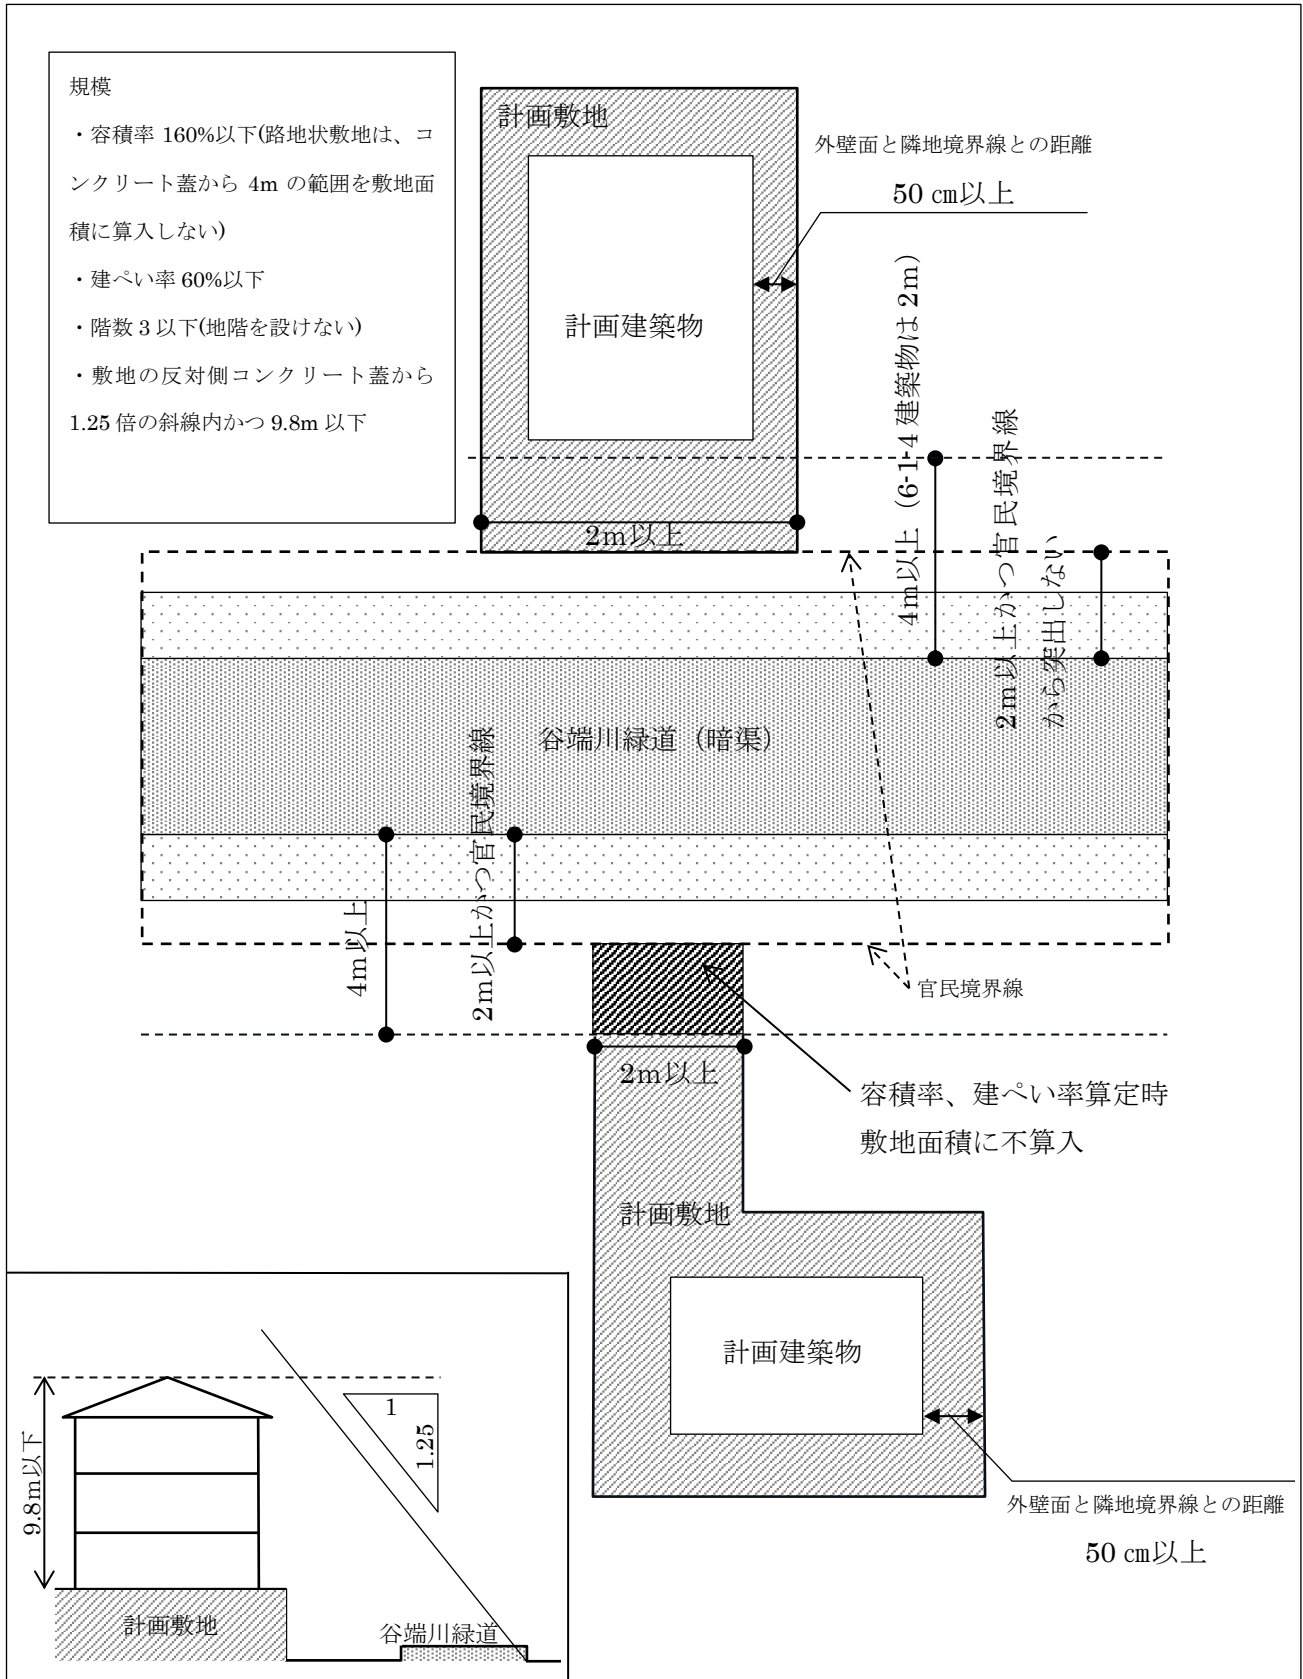 規模
・容積率 160%以下(路地状敷地は、コ
ンクリート蓋から 4m の範囲を敷地面
積に算入しない)
・建ぺい率 60%以下
・階数 3 以下(地階を設けない)
・敷地の反対側コンクリート蓋から
1.25 倍の斜線内かつ 9.8m 以下
計画敷地
外壁面と隣地境界線との距離
50 ㎝以上
計画建築物
4m以上（6-1-4 建築物は 2m）
2m以上かつ官民境界線
から突出しない
2m以上
谷端川緑道（暗渠）
4m以上
2m以上かつ官民境界線
官民境界線
2m以上
容積率、建ぺい率算定時
敷地面積に不算入
計画敷地
計画建築物
外壁面と隣地境界線との距離
50 ㎝以上
1
1.25
9.8m以下
計画敷地
谷端川緑道